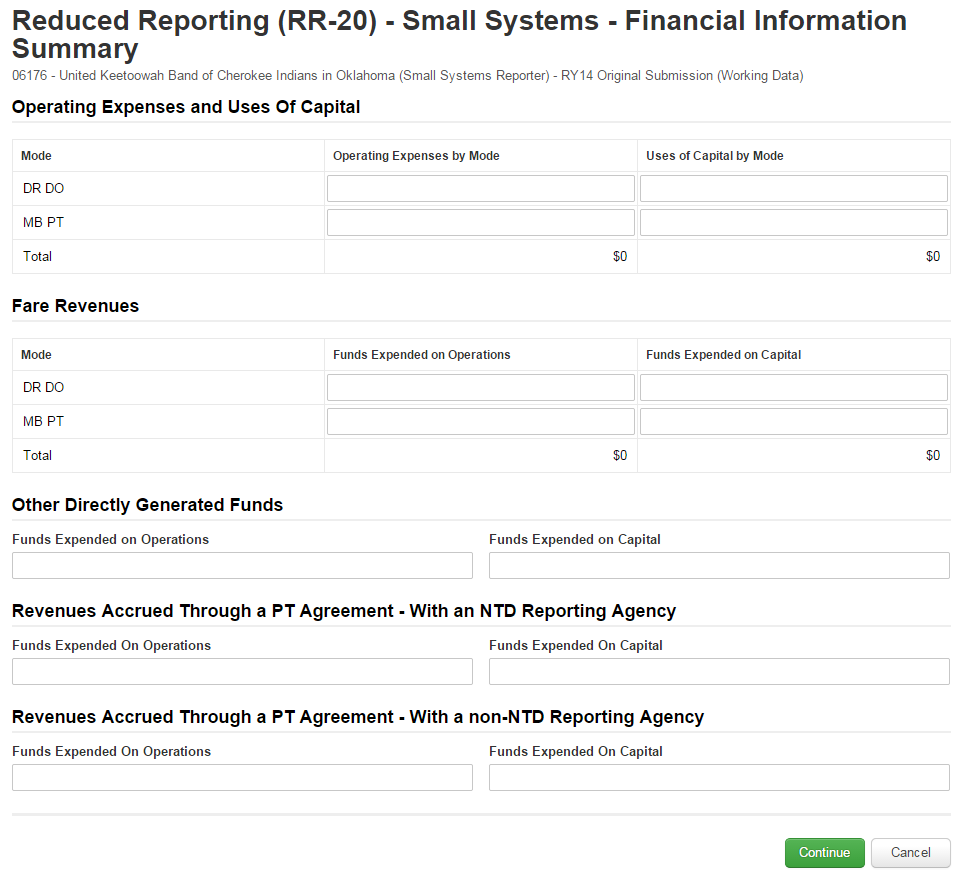 Reduced Reporting (RR-20) - Small Systems - Financial Information
Summary
06176 - United Keetoowah Band of Cherokee Indians in Oklahoma (Small Systems Reporter) - RY14 Original Submission (Working Data)
Operating Expenses and Uses Of Capital
Mode Operating Expenses by Mode Uses of Capital by Mode
DR DO
MB PT
Total $0 $0
Fare Revenues
Mode Funds Expended on Operations Funds Expended on Capital
DR DO
MB PT
Total $0 $0
Other Directly Generated Funds
Funds Expended on Operations Funds Expended on Capital
Revenues Accrued Through a PT Agreement - With an NTD Reporting Agency
Funds Expended On Operations Funds Expended On Capital
Revenues Accrued Through a PT Agreement - With a non-NTD Reporting Agency
Funds Expended On Operations Funds Expended On Capital
Continue Cancel